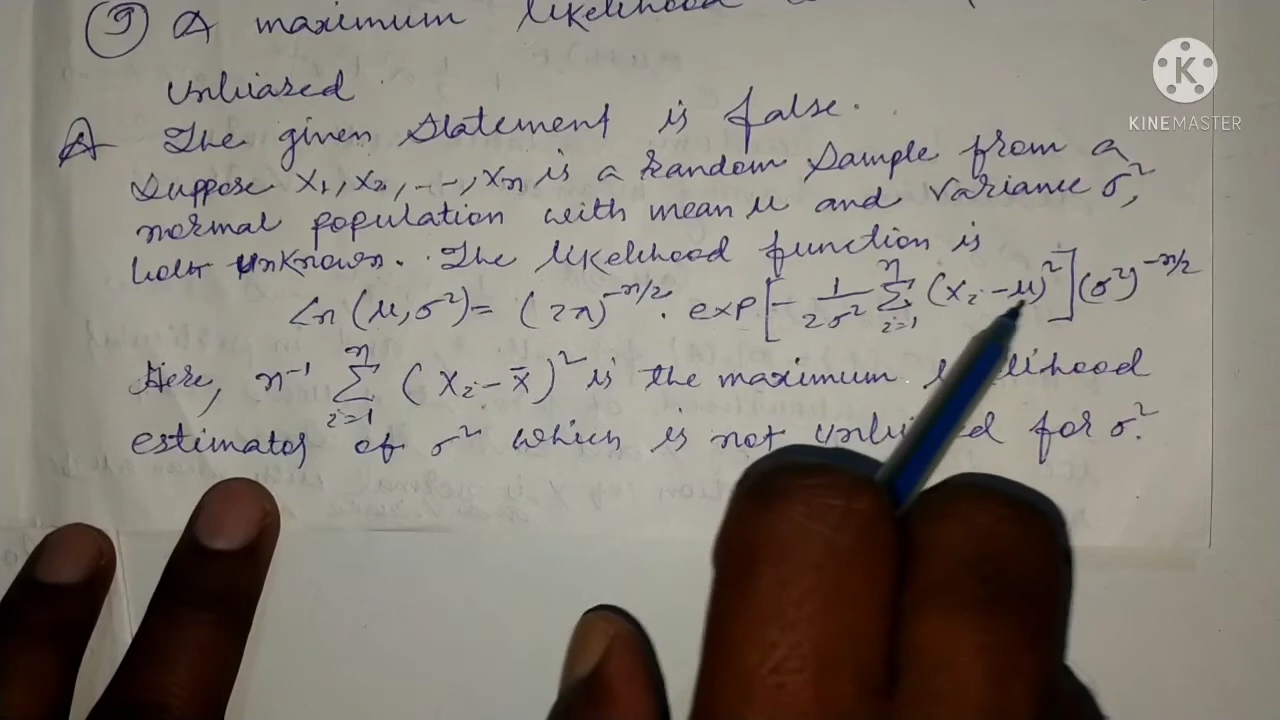 9 A maximum likelihood
unbiased
A The given Statement is false.
Suppose X₁, X₂, --, Xn is a random sample from a
normal population with mean μ and variance σ²,
both unknown. The likelihood function is
Ln (μ, σ²) = (2π)^-n/2 . exp[- 1/2σ² Σ i=1 n (Xi - μ)²] (σ²)^-n/2
Here, n⁻¹ Σ i=1 n (Xi - x̄)² is the maximum likelihood
estimator of σ² which is not unbiased for σ².
K
KINEMASTER